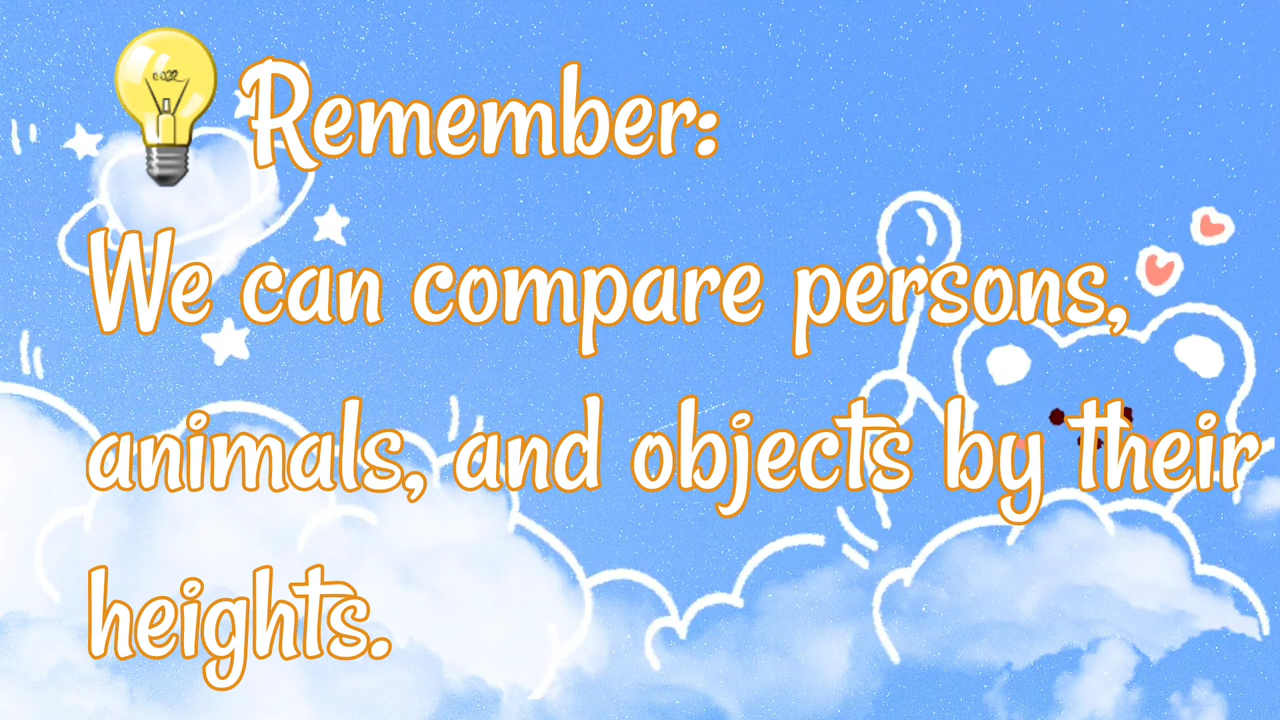 Remember:
We can compare persons,
animals, and objects by their
heights.